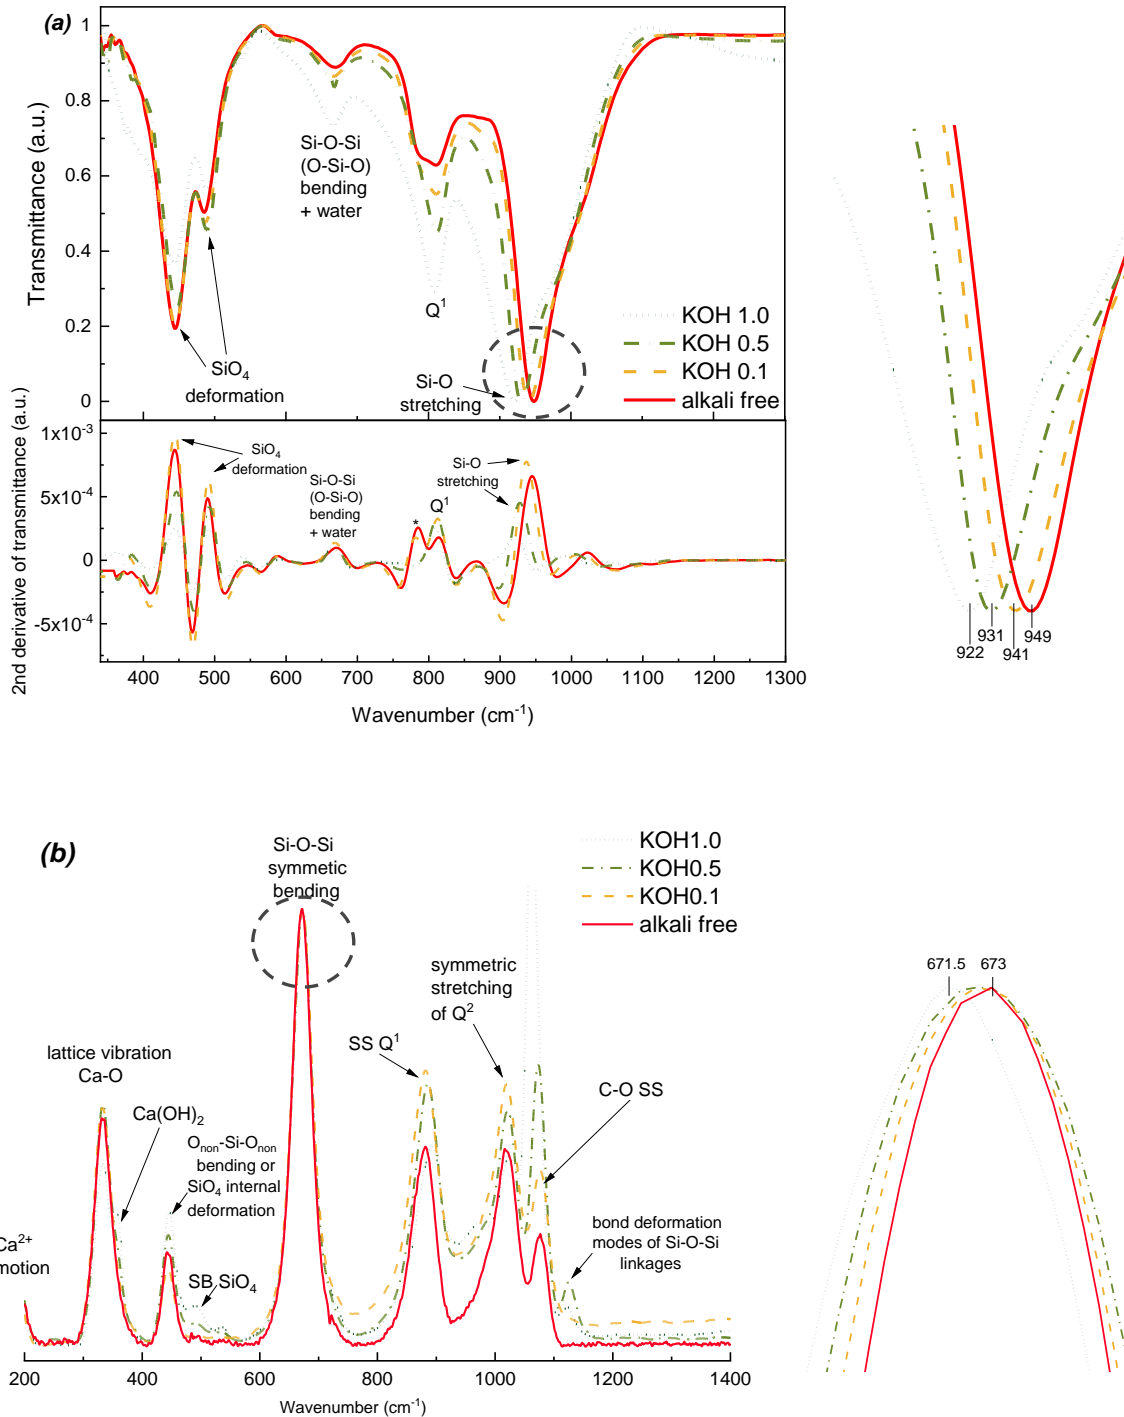 (a)
1
0.8
0.6
0.4
0.2
0
Transmittance (a.u.)
Si-O-Si
(O-Si-O)
bending
+ water
Q¹
SiO₄
deformation
Si-O
stretching
KOH 1.0
KOH 0.5
KOH 0.1
alkali free
1x10⁻³
5x10⁻⁴
0
-5x10⁻⁴
2nd derivative of transmittance (a.u.)
SiO₄
deformation
Si-O-Si
(O-Si-O)
bending
+ water
*
Q¹
Si-O
stretching
400 500 600 700 800 900 1000 1100 1200 1300
Wavenumber (cm⁻¹)
931 949
922 941
(b)
Si-O-Si
symmetic
bending
KOH1.0
KOH0.5
KOH0.1
alkali free
symmetric
stretching
of Q²
SS Q¹
lattice vibration
Ca-O
Ca(OH)₂
C-O SS
Oₙₒₙ-Si-Oₙₒₙ
bending or
SiO₄ internal
deformation
bond deformation
modes of Si-O-Si
linkages
Ca²⁺
motion
SB SiO₄
200 400 600 800 1000 1200 1400
Wavenumber (cm⁻¹)
671.5 673